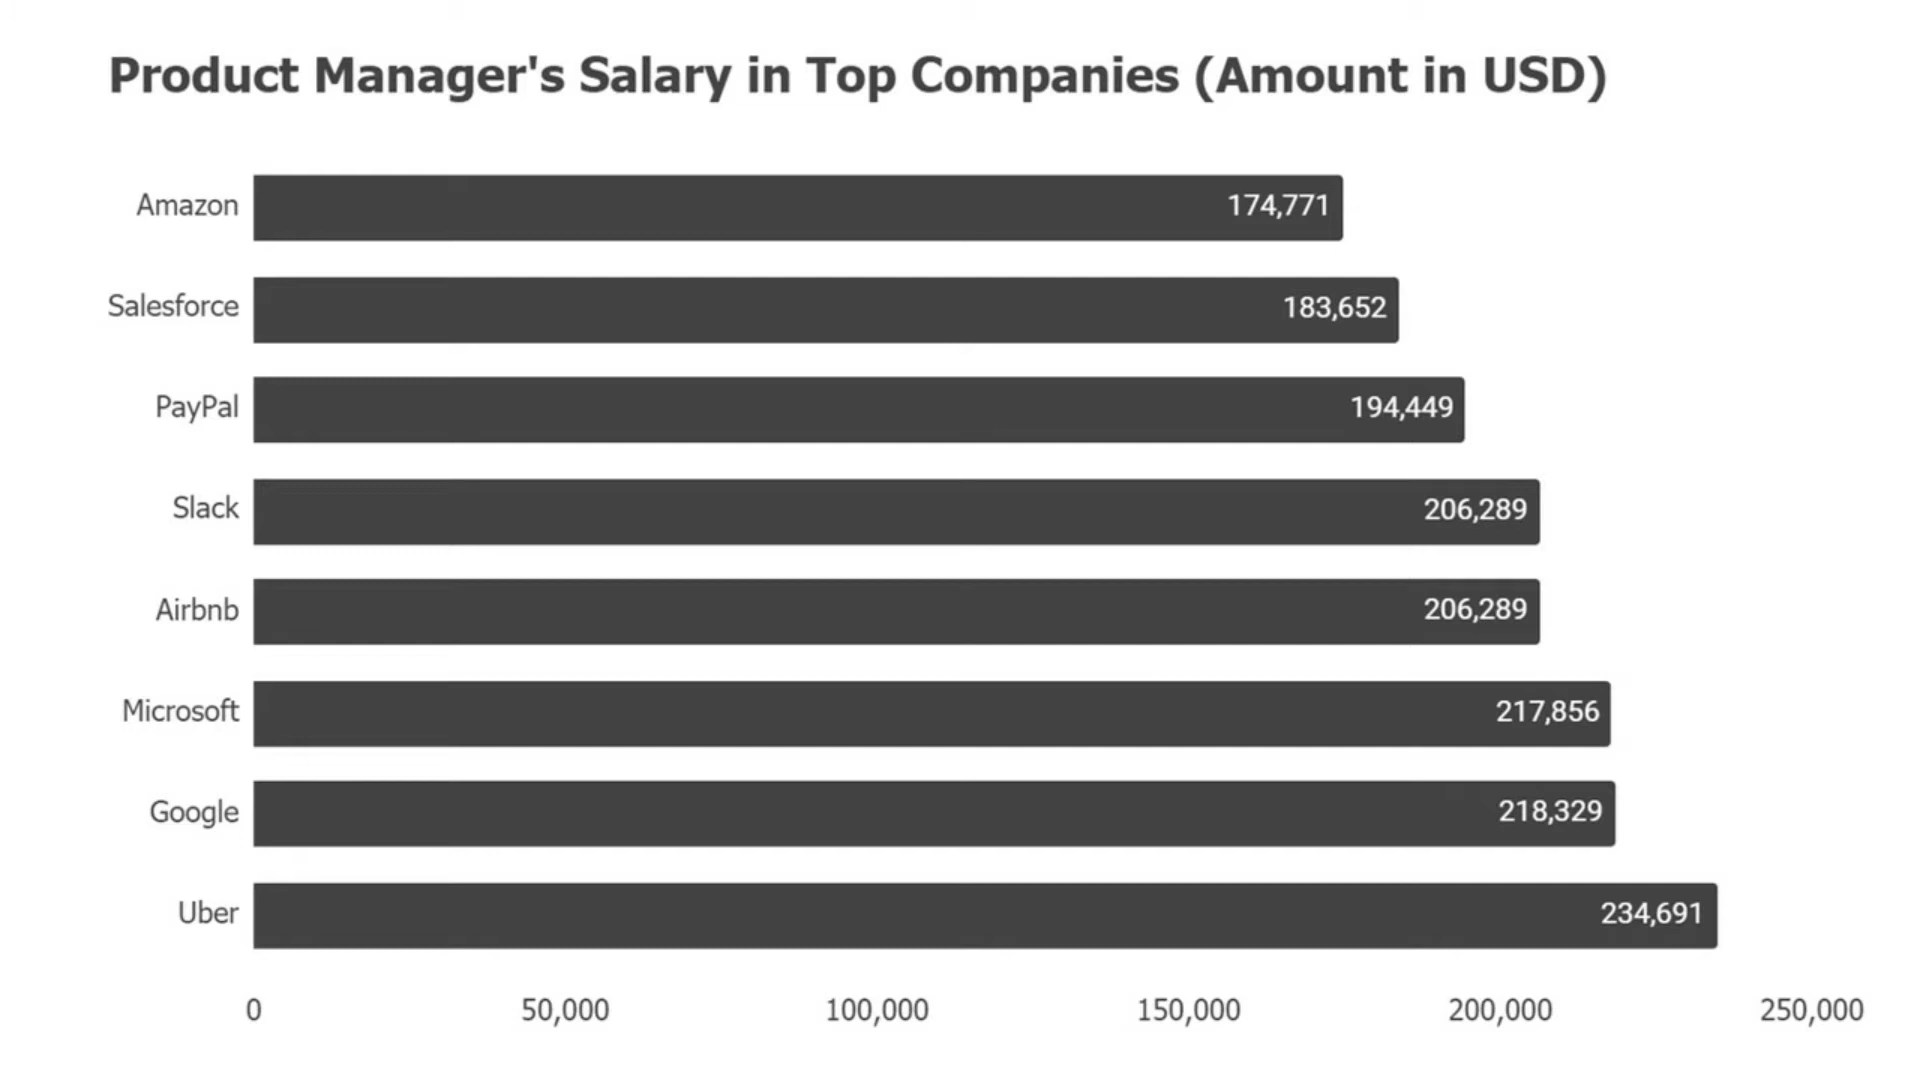 Product Manager's Salary in Top Companies (Amount in USD)
Amazon 174,771
Salesforce 183,652
PayPal 194,449
Slack 206,289
Airbnb 206,289
Microsoft 217,856
Google 218,329
Uber 234,691
0 50,000 100,000 150,000 200,000 250,000